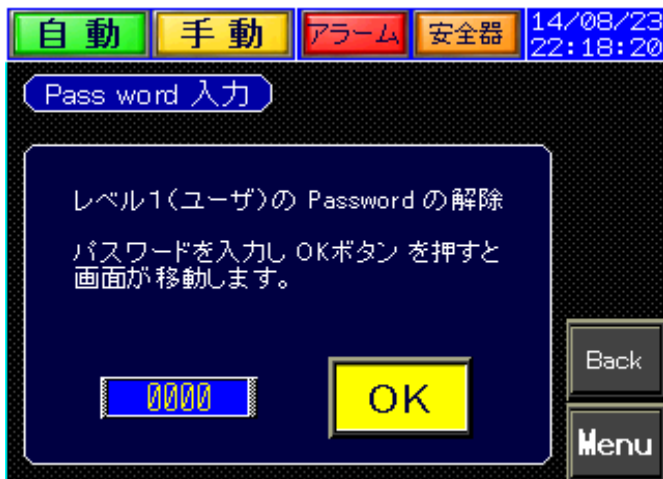 自動 手動 アラーム 安全器 14/08/23
22:18:20
Pass word 入力
レベル1(ユーザ)の Password の解除
パスワードを入力し OKボタン を押すと
画面が移動します。
Back
0000 OK
Menu